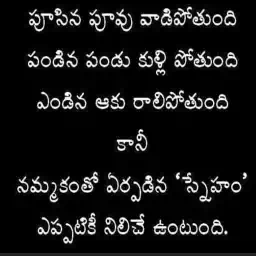 పూసిన పూవు వాడిపోతుంది
పండిన పండు కుళ్లి పోతుంది
ఎండిన ఆకు రాలిపోతుంది
కానీ
నమ్మకంతో ఏర్పడిన ‘స్నేహం’
ఎప్పటికీ నిలిచే ఉంటుంది.